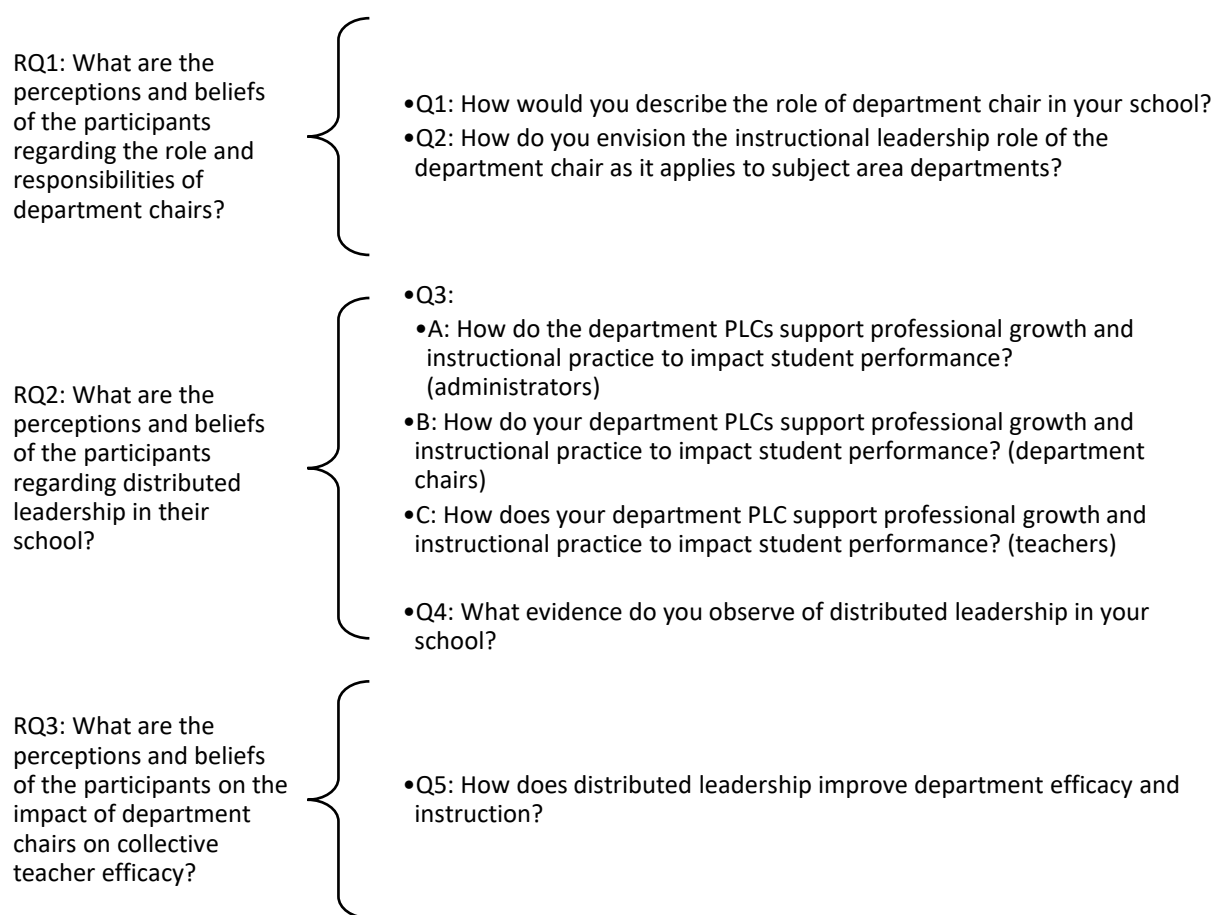 RQ1: What are the
perceptions and beliefs
of the participants
regarding the role and
responsibilities of
department chairs?
•Q1: How would you describe the role of department chair in your school?
•Q2: How do you envision the instructional leadership role of the
department chair as it applies to subject area departments?
RQ2: What are the
perceptions and beliefs
of the participants
regarding distributed
leadership in their
school?
•Q3:
•A: How do the department PLCs support professional growth and
instructional practice to impact student performance?
(administrators)
•B: How do your department PLCs support professional growth and
instructional practice to impact student performance? (department
chairs)
•C: How does your department PLC support professional growth and
instructional practice to impact student performance? (teachers)
•Q4: What evidence do you observe of distributed leadership in your
school?
RQ3: What are the
perceptions and beliefs
of the participants on the
impact of department
chairs on collective
teacher efficacy?
•Q5: How does distributed leadership improve department efficacy and
instruction?